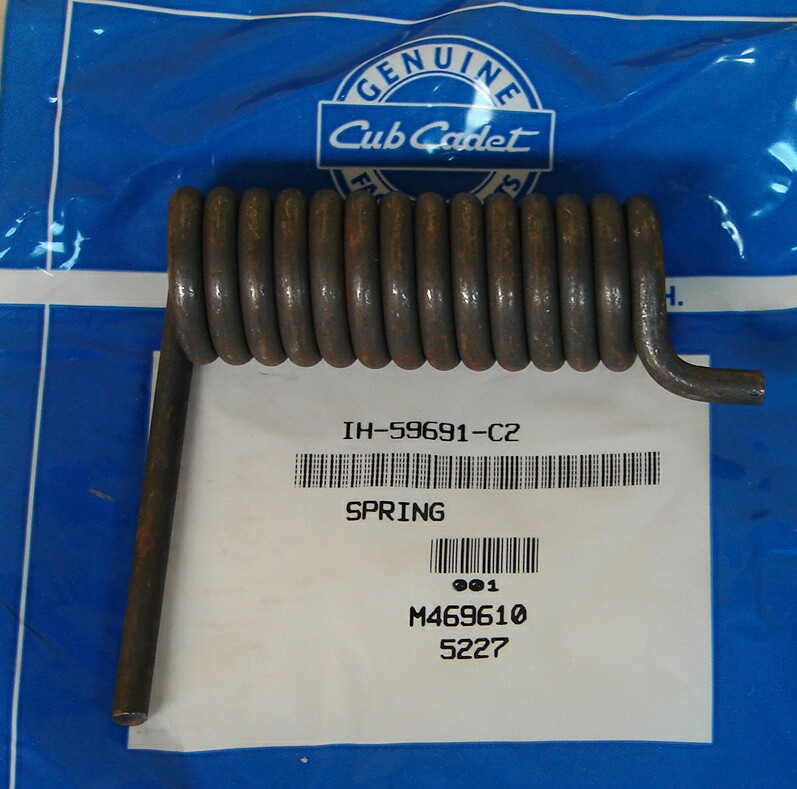 GENUINE
Cub Cadet
H.
IH-59691-C2
SPRING
001
M469610
5227